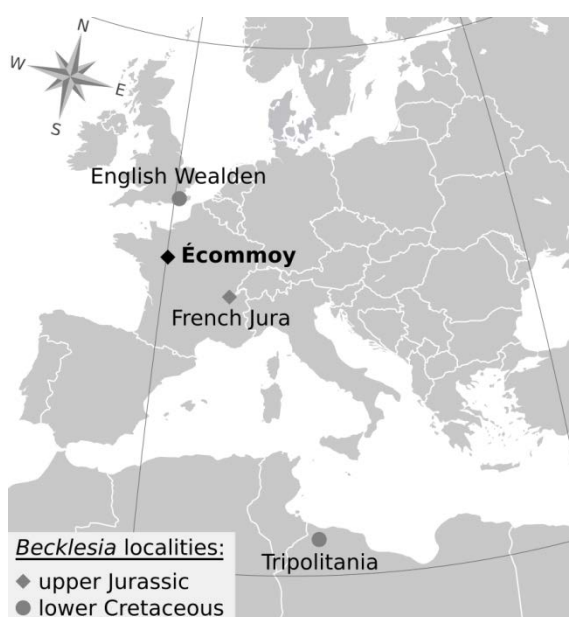 N
W
E
S
English Wealden
Écommoy
French Jura
Tripolitania
Becklesia localities:
upper Jurassic
lower Cretaceous